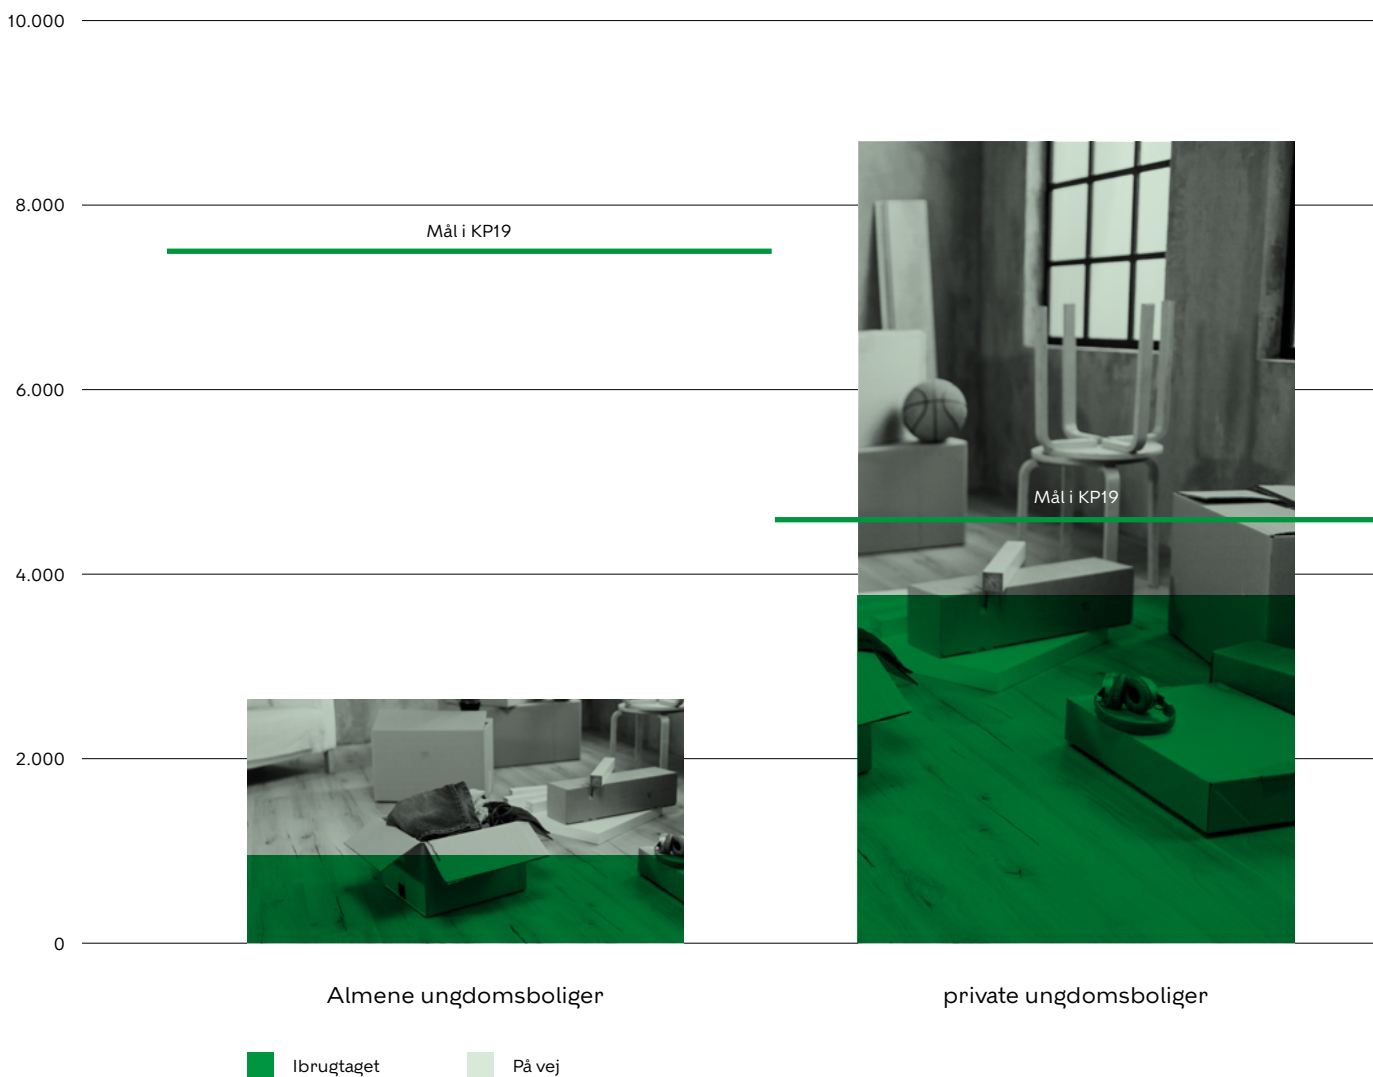 10.000
8.000
Mål i KP19
6.000
Mål i KP19
4.000
2.000
0
Almene ungdomsboliger
private ungdomsboliger
Ibrugtaget
På vej